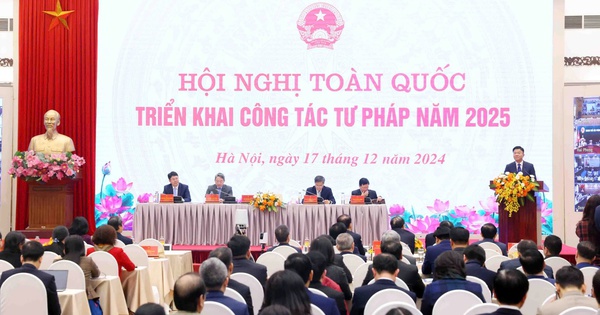 HỘI NGHỊ TOÀN QUỐC
TRIỂN KHAI CÔNG TÁC TƯ PHÁP NĂM 2025
Hà Nội, ngày 17 tháng 12 năm 2024